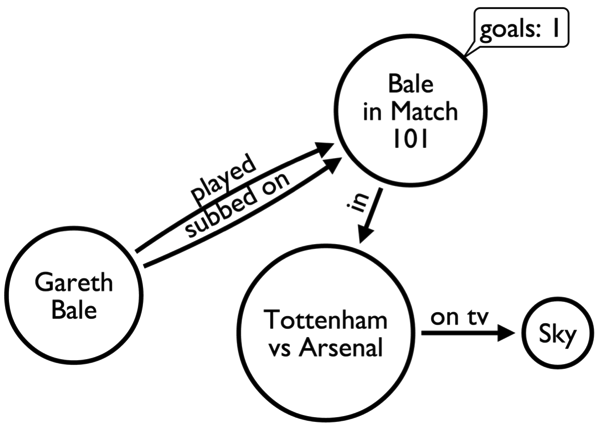 goals: 1
Bale
in Match
101
played
subbed on
in
Gareth
Bale
Tottenham
vs Arsenal
on tv
Sky